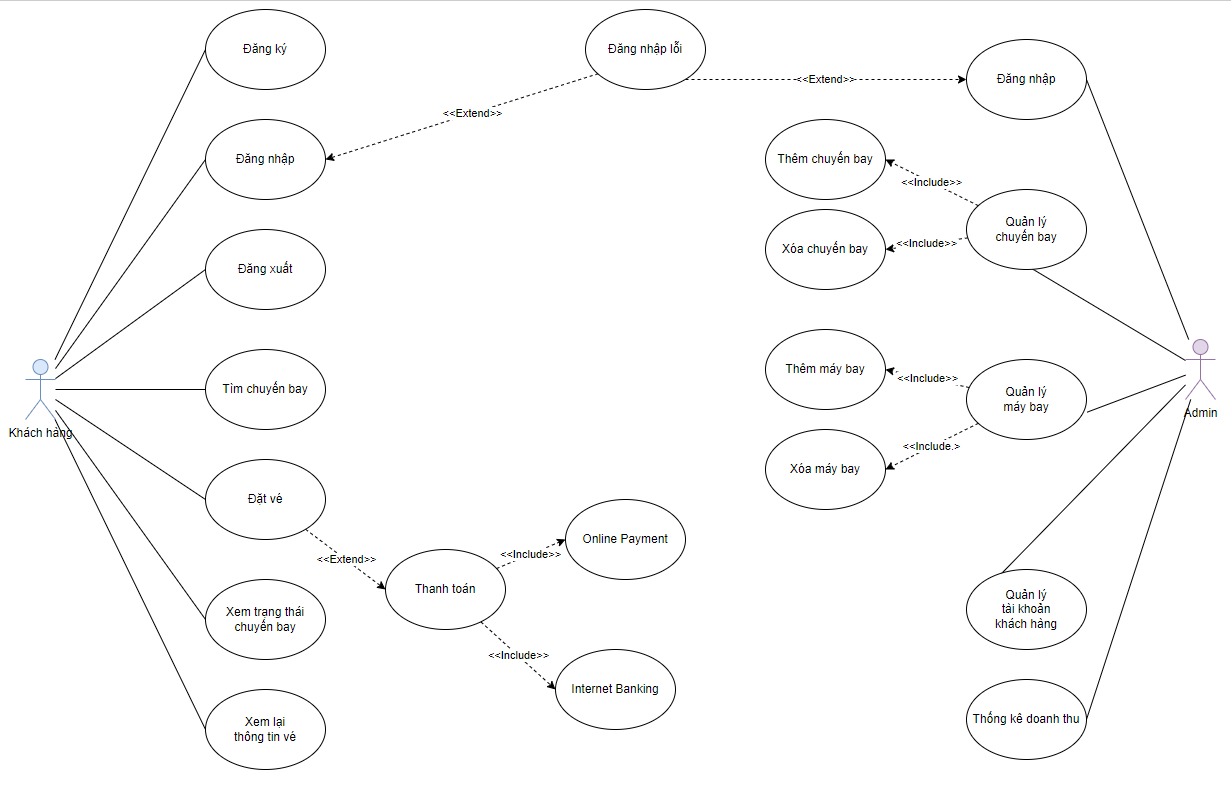 Đăng ký
Đăng nhập lỗi
Đăng nhập
<<Extend>>
<<Extend>>
Đăng nhập
Thêm chuyến bay
<<Include>>
Quản lý
chuyến bay
Xóa chuyến bay
<<Include>>
Đăng xuất
Tìm chuyến bay
Thêm máy bay
<<Include>>
Quản lý
máy bay
Khách hàng
Admin
<<Include.>
Xóa máy bay
Đặt vé
<<Extend>>
Thanh toán
<<Include>>
Online Payment
<<Include>>
Internet Banking
Xem trạng thái
chuyến bay
Quản lý
tài khoản
khách hàng
Xem lại
thông tin vé
Thống kê doanh thu